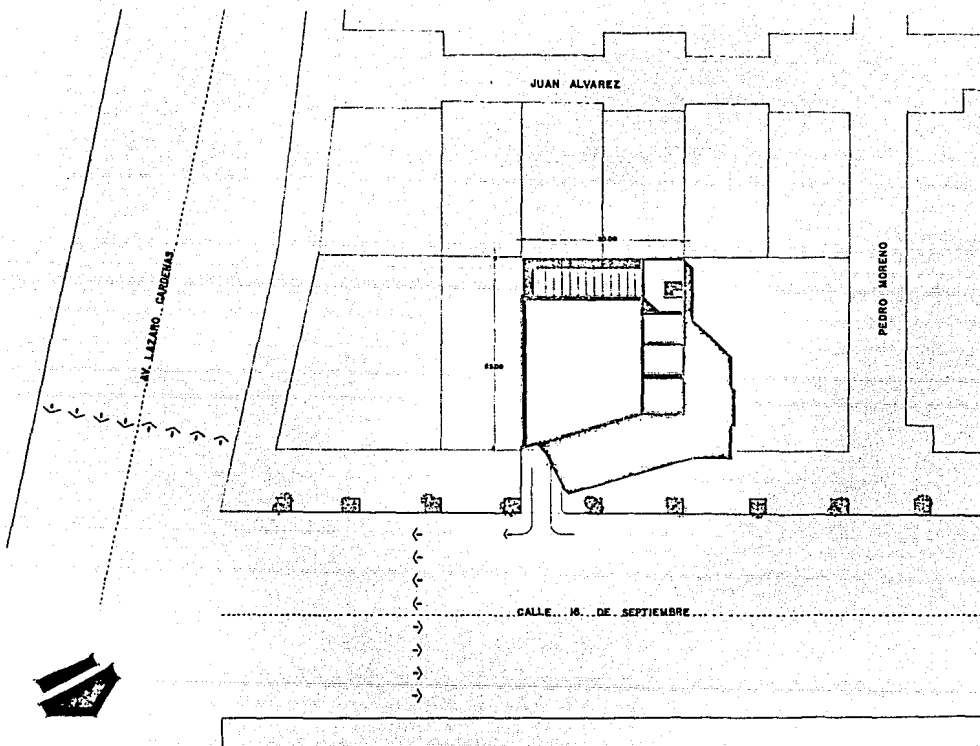 JUAN ALVAREZ
AV. LAZARO CARDENAS
PEDRO MORENO
CALLE 16 DE SEPTIEMBRE